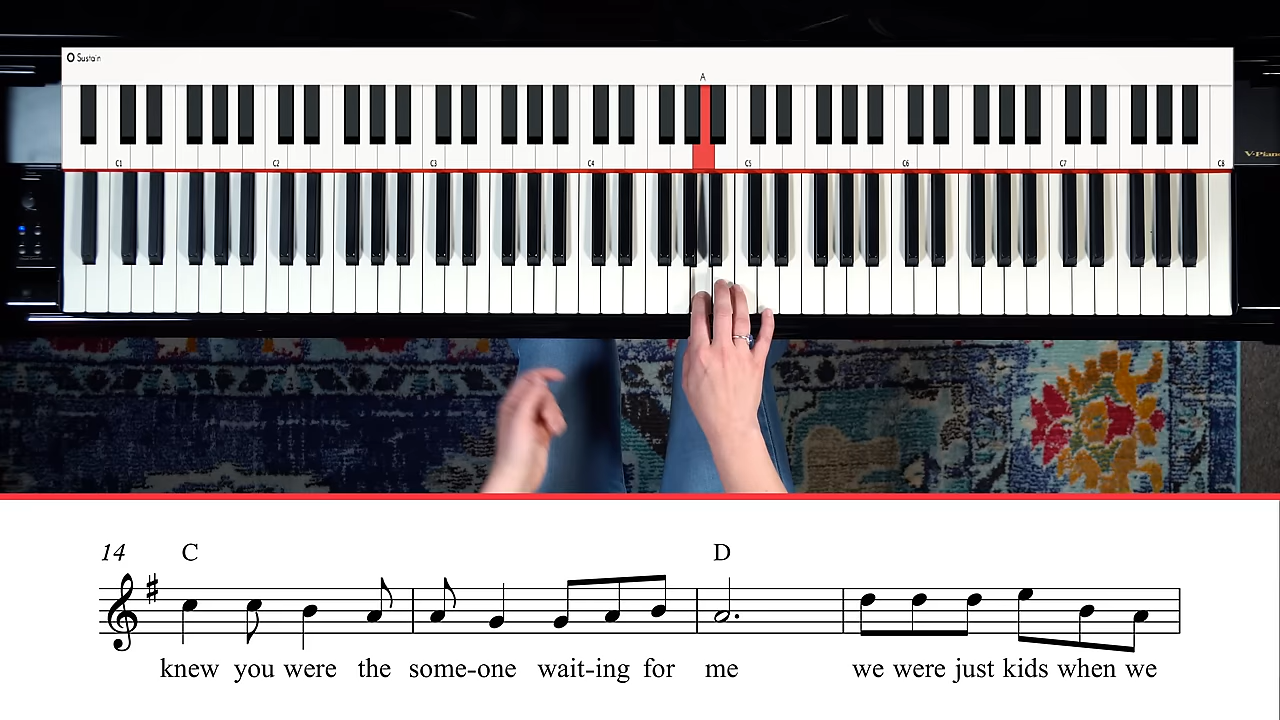 Sustain
A
C1 C2 C3 C4 C5 C6 C7 C8
V-Piano
14 C D
knew you were the some-one wait-ing for me we were just kids when we